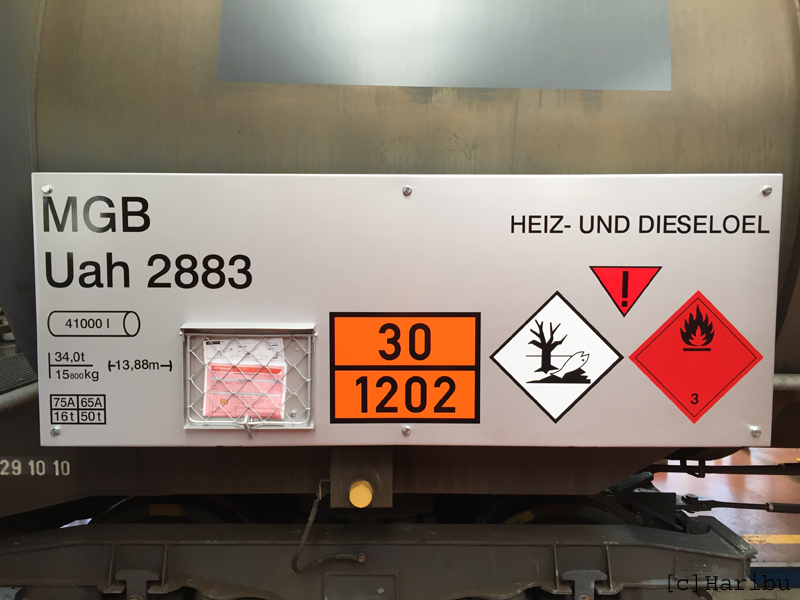 MGB
Uah 2883
HEIZ- UND DIESELOEL
41000 l
34,0t
15800kg
13,88m
75A 65A
16t 50t
30
1202
!
3
29 10 10
[c]Haribu